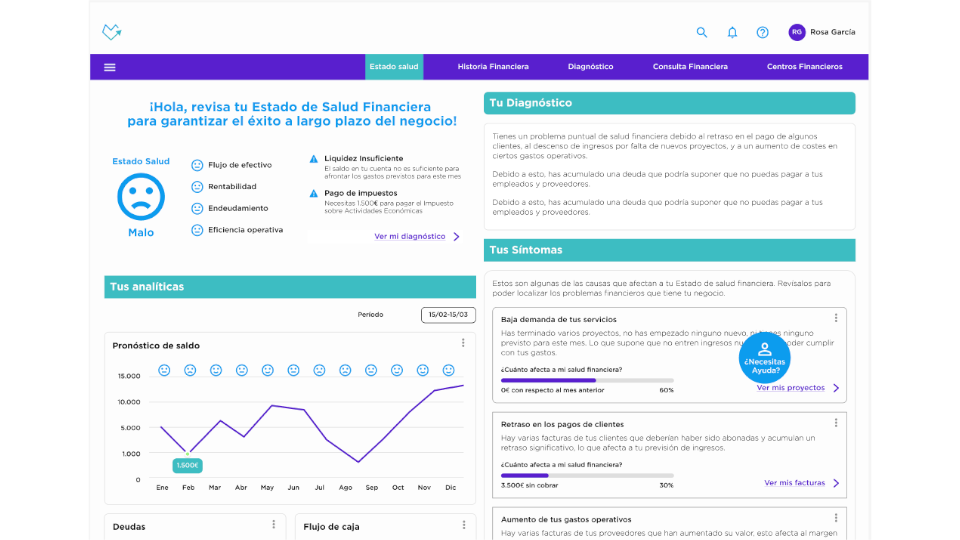 RG Rosa García
Estado salud Historia Financiera Diagnóstico Consulta Financiera Centros Financieros
¡Hola, revisa tu Estado de Salud Financiera
para garantizar el éxito a largo plazo del negocio!
Estado Salud
Malo
Flujo de efectivo
Rentabilidad
Endeudamiento
Eficiencia operativa
Liquidez Insuficiente
El saldo en tu cuenta no es suficiente para
afrontar los gastos previstos para este mes
Pago de impuestos
Necesitas 1.500€ para pagar el Impuesto
sobre Actividades Económicas
Ver mi diagnóstico
Tus analíticas
Período 15/02-15/03
Pronóstico de saldo
15.000
10.000
5.000
1.000
0
1.500€
Ene Feb Mar Abr May Jun Jul Ago Sep Oct Nov Dic
Deudas
Flujo de caja
Tu Diagnóstico
Tienes un problema puntual de salud financiera debido al retraso en el pago de algunos
clientes, al descenso de ingresos por falta de nuevos proyectos, y a un aumento de costes en
ciertos gastos operativos.
Debido a esto, has acumulado una deuda que podría suponer que no puedas pagar a tus
empleados y proveedores.
Debido a esto, has acumulado una deuda que podría suponer que no puedas pagar a tus
empleados y proveedores.
Tus Síntomas
Estos son algunas de las causas que afectan a tu Estado de salud financiera. Revísalos para
poder localizar los problemas financieros que tiene tu negocio.
Baja demanda de tus servicios
Has terminado varios proyectos, no has empezado ninguno nuevo, ninguno
previsto para este mes. Lo que supone que no entren ingresos poder cumplir
con tus gastos.
¿Cuánto afecta a mi salud financiera?
0€ con respecto al mes anterior 60%
Ver mis proyectos
¿Necesitas
Ayuda?
Retraso en los pagos de clientes
Hay varias facturas de tus clientes que deberían haber sido abonadas y acumulan un
retraso significativo, lo que afecta a tu previsión de ingresos.
¿Cuánto afecta a mi salud financiera?
3.500€ sin cobrar 30%
Ver mis facturas
Aumento de tus gastos operativos
Hay varias facturas de tus proveedores que han aumentado su valor, esto afecta al margen